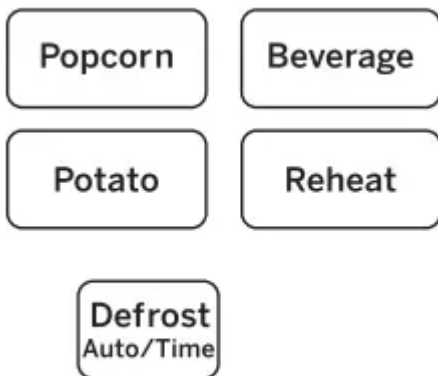 Popcorn
Beverage
Potato
Reheat
Defrost
Auto/Time